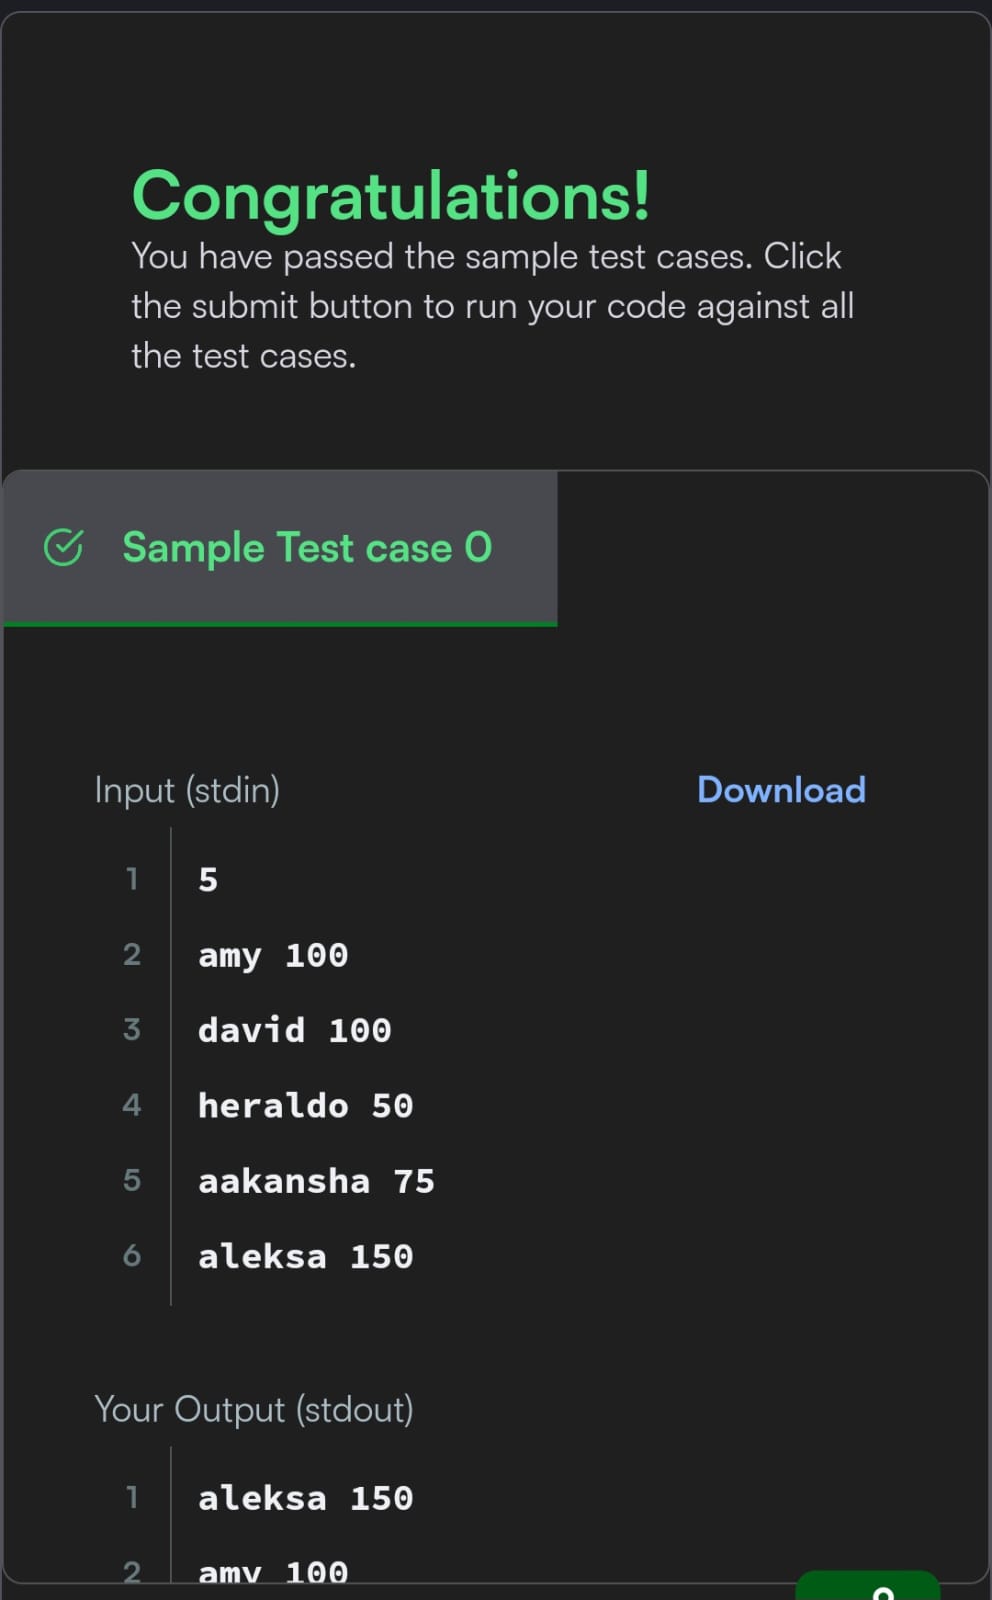 Congratulations!
You have passed the sample test cases. Click
the submit button to run your code against all
the test cases.
Sample Test case 0
Input (stdin)
Download
1 5
2 amy 100
3 david 100
4 heraldo 50
5 aakansha 75
6 aleksa 150
Your Output (stdout)
1 aleksa 150
2 amy 100